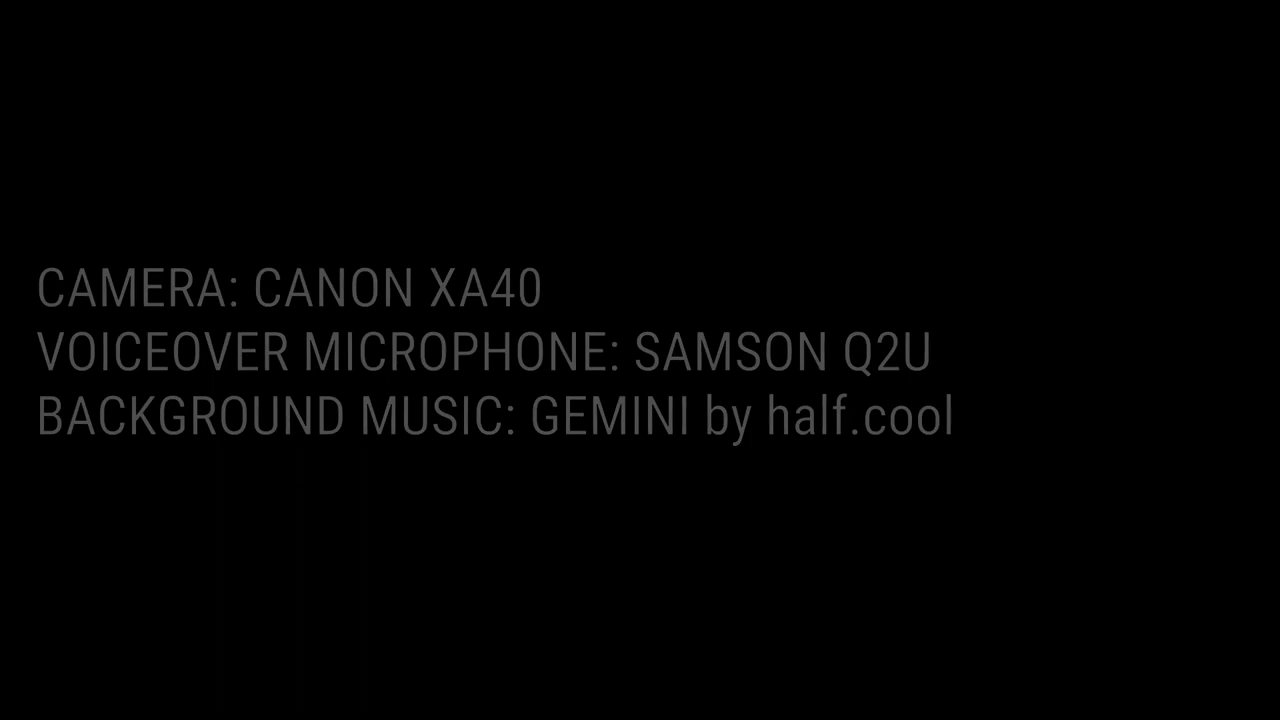 CAMERA: CANON XA40
VOICEOVER MICROPHONE: SAMSON Q2U
BACKGROUND MUSIC: GEMINI by half.cool